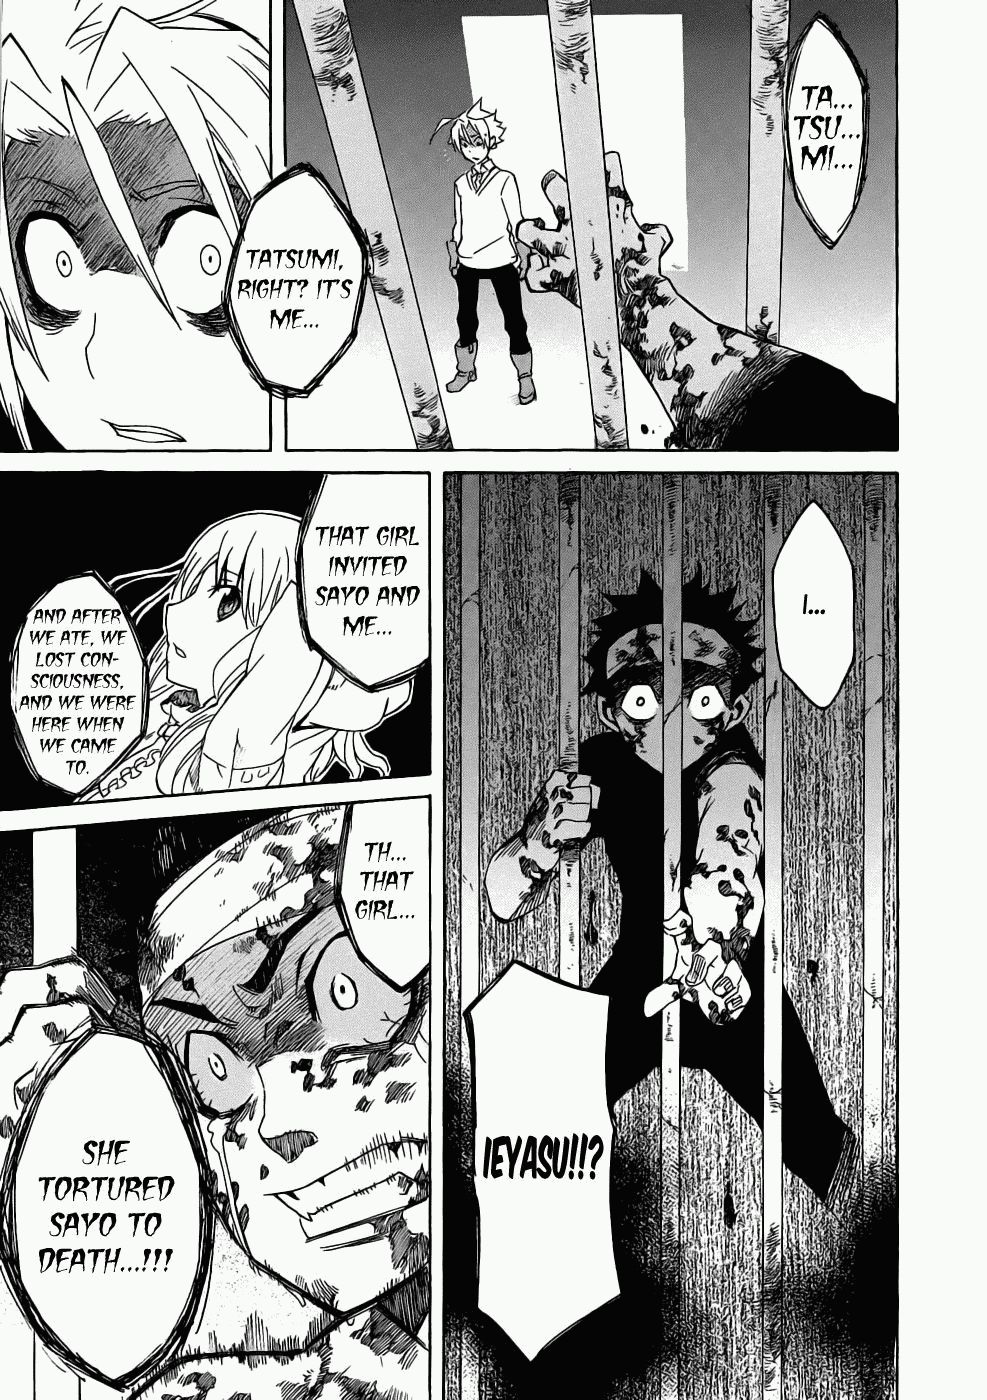 TA...
TSU...
MI...
TATSUMI,
RIGHT? IT'S
ME...
I...
IEYASU!!?
THAT GIRL
INVITED
SAYO AND
ME...
AND AFTER
WE ATE, WE
LOST CON-
SCIOUSNESS,
AND WE WERE
HERE WHEN
WE CAME
TO.
TH...
THAT
GIRL...
SHE
TORTURED
SAYO TO
DEATH...!!!